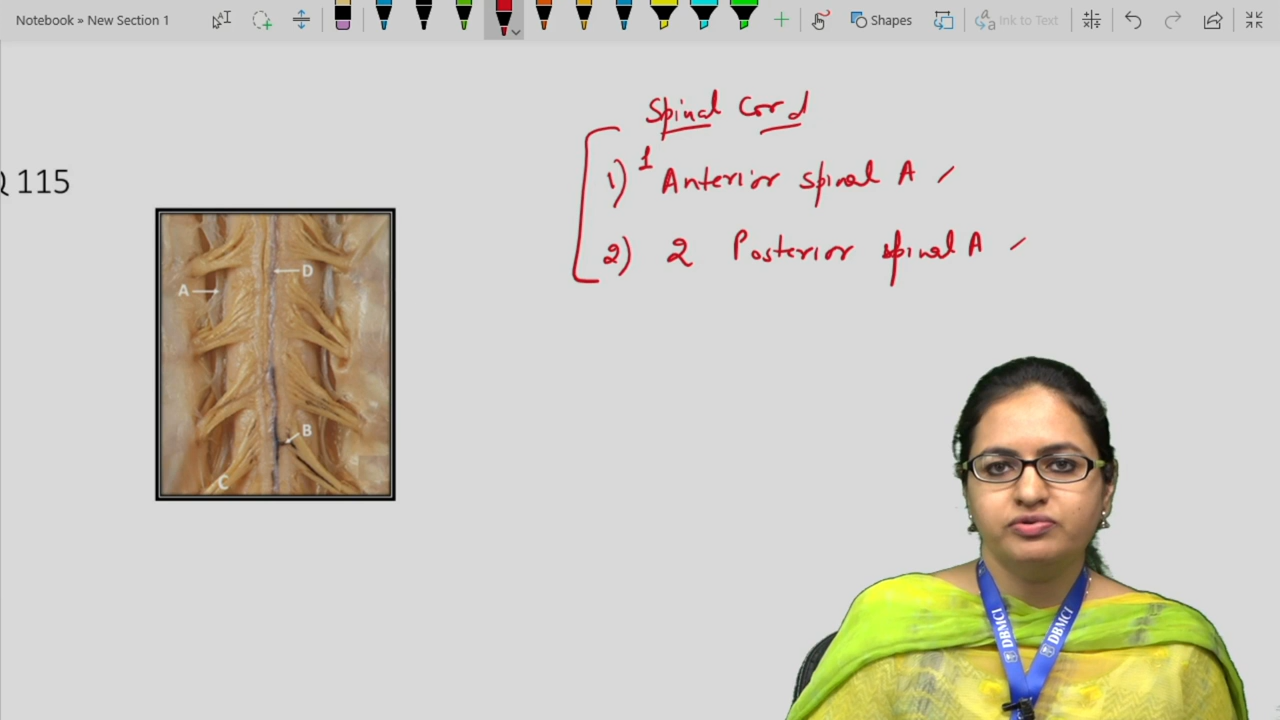 Notebook » New Section 1
Shapes
Ink to Text
Spinal Cord
1) 1 Anterior spinal A
2) 2 Posterior spinal A
Q 115
D
A
B
C
DBMCI
DBMCI